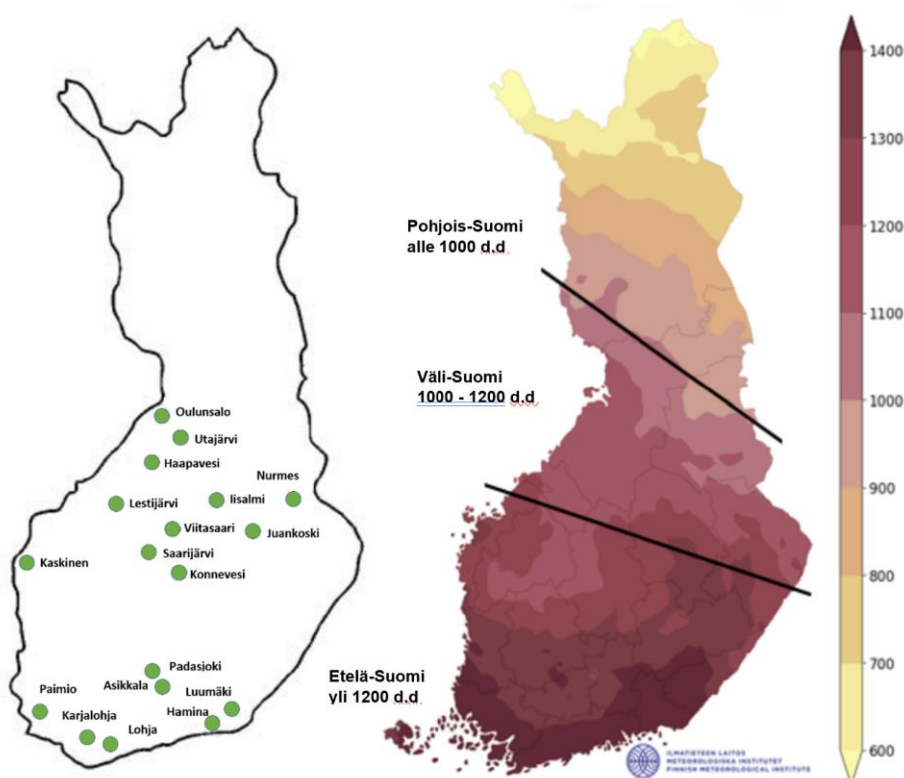 Oulunsalo
Utajärvi
Haapavesi
Nurmes
Lestijärvi
Iisalmi
Viitasaari
Juankoski
Saarijärvi
Kaskinen
Konnevesi
Padasjoki
Asikkala
Luumäki
Paimio
Hamina
Karjalohja
Lohja
Pohjois-Suomi
alle 1000 d.d
Väli-Suomi
1000 - 1200 d.d
Etelä-Suomi
yli 1200 d.d
1400
1300
1200
1100
1000
900
800
700
600
ILMATIETEEN LAITOS
METEOROLOGISKA INSTITUTET
FINNISH METEOROLOGICAL INSTITUTE